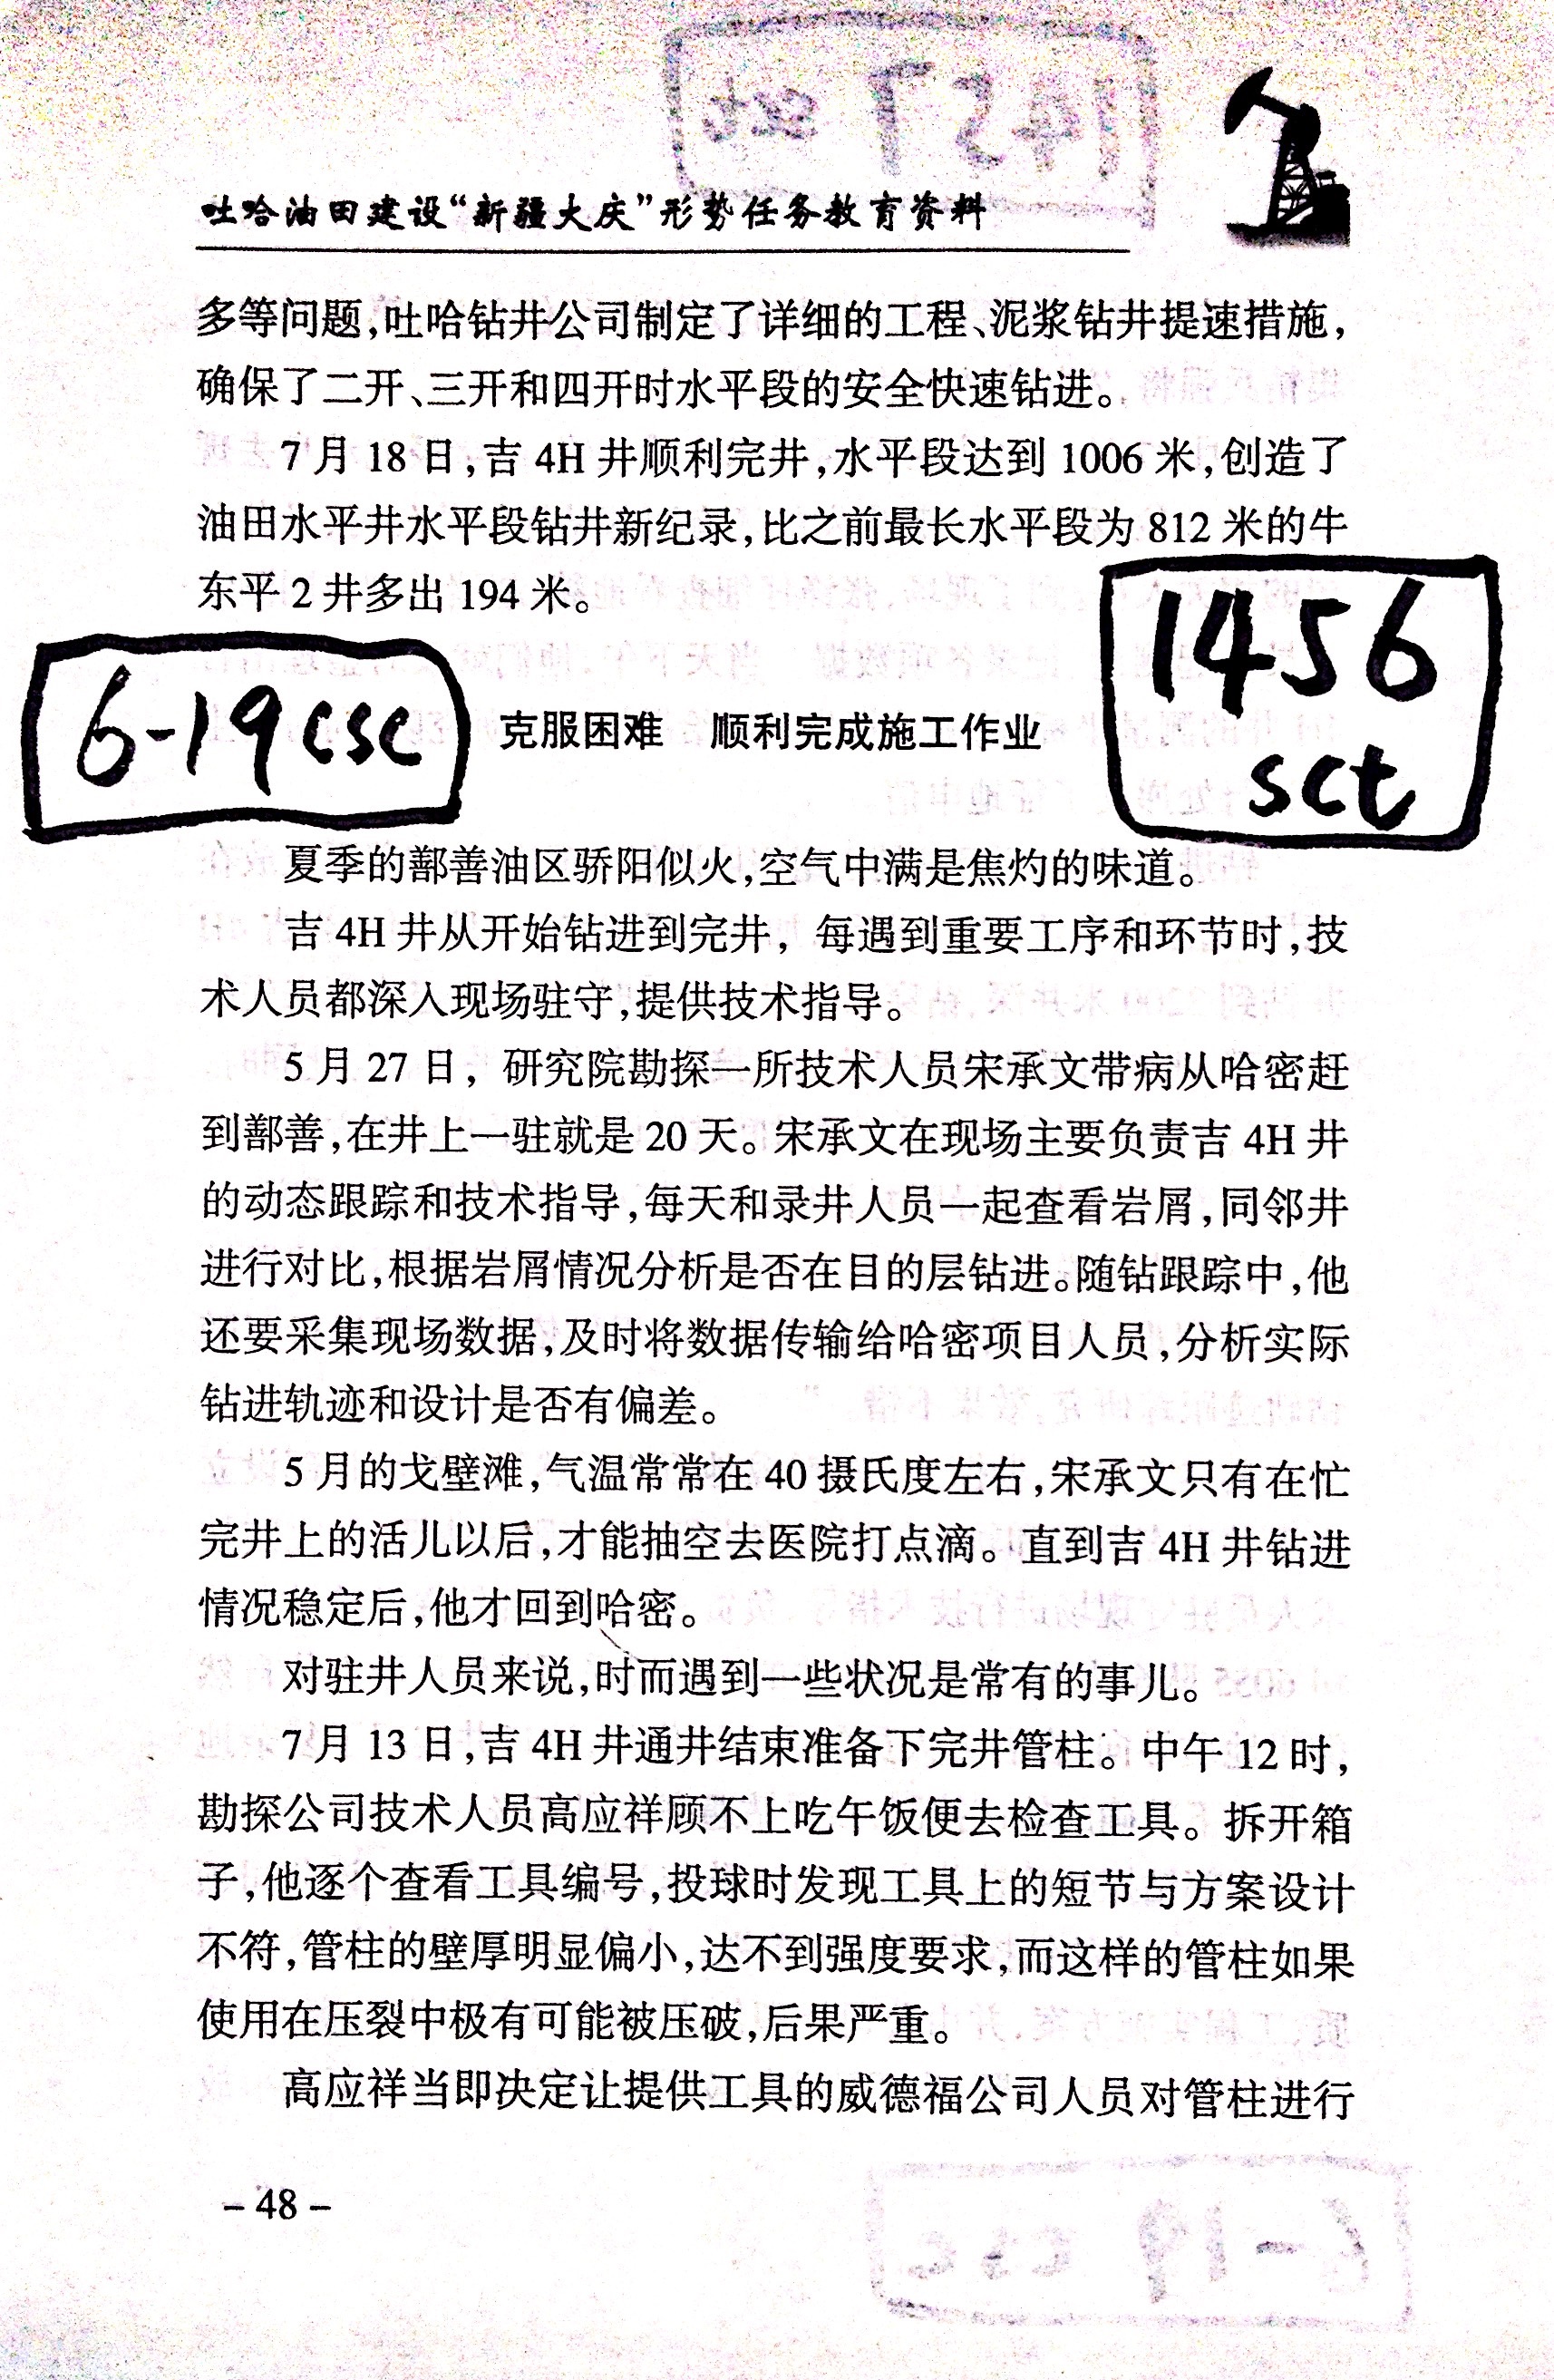 吐哈油田建设“新疆大庆”形势任务教育资料
多等问题,吐哈钻井公司制定了详细的工程、泥浆钻井提速措施,
确保了二开、三开和四开时水平段的安全快速钻进。
7月18日,吉4H井顺利完井,水平段达到1006米,创造了
油田水平井水平段钻井新纪录,比之前最长水平段为812米的牛
东平2井多出194米。
1456
sct
6-19csc
克服困难 顺利完成施工作业
夏季的鄯善油区骄阳似火,空气中满是焦灼的味道。
吉4H井从开始钻进到完井,每遇到重要工序和环节时,技
术人员都深入现场驻守,提供技术指导。
5月27日,研究院勘探一所技术人员宋承文带病从哈密赶
到鄯善,在井上一驻就是20天。宋承文在现场主要负责吉4H井
的动态跟踪和技术指导,每天和录井人员一起查看岩屑,同邻井
进行对比,根据岩屑情况分析是否在目的层钻进。随钻跟踪中,他
还要采集现场数据,及时将数据传输给哈密项目人员,分析实际
钻进轨迹和设计是否有偏差。
5月的戈壁滩,气温常常在40摄氏度左右,宋承文只有在忙
完井上的活儿以后,才能抽空去医院打点滴。直到吉4H井钻进
情况稳定后,他才回到哈密。
对驻井人员来说,时而遇到一些状况是常有的事儿。
7月13日,吉4H井通井结束准备下完井管柱。中午12时,
勘探公司技术人员高应祥顾不上吃午饭便去检查工具。拆开箱
子,他逐个查看工具编号,投球时发现工具上的短节与方案设计
不符,管柱的壁厚明显偏小,达不到强度要求,而这样的管柱如果
使用在压裂中极有可能被压破,后果严重。
高应祥当即决定让提供工具的威德福公司人员对管柱进行
-48-